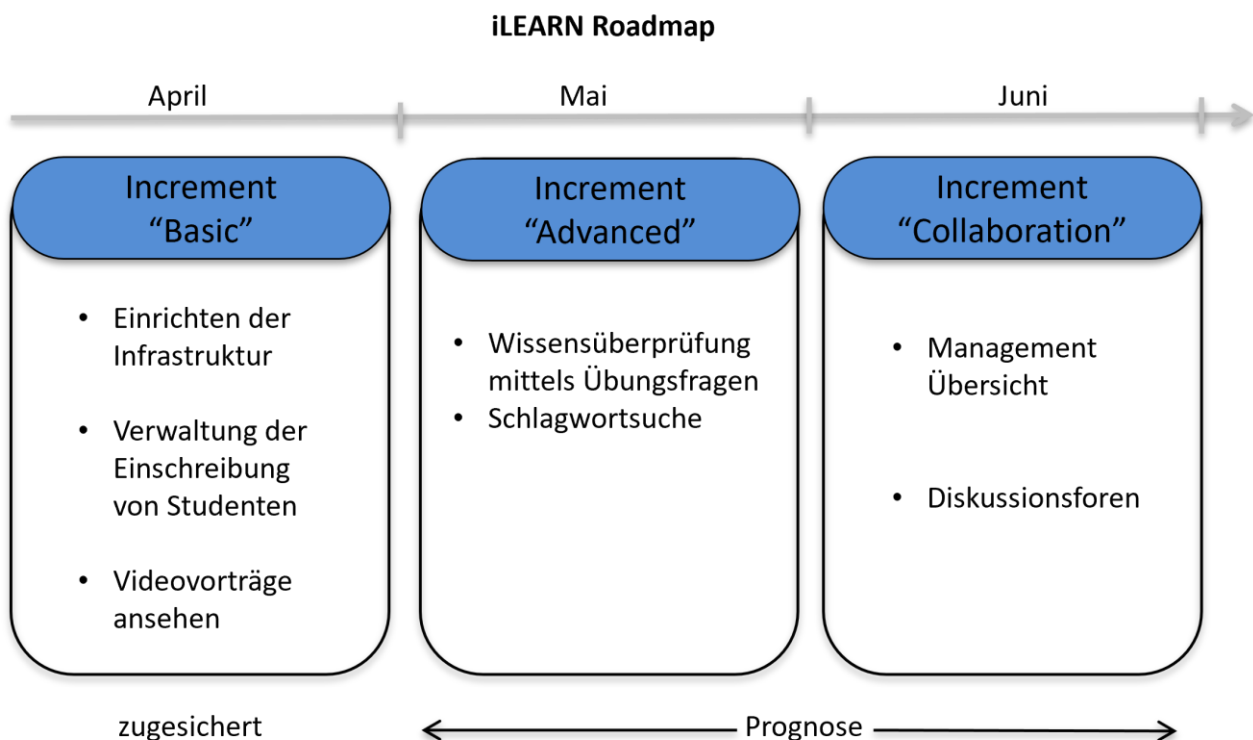 iLEARN Roadmap
April
Mai
Juni
Increment
“Basic”
• Einrichten der
Infrastruktur
• Verwaltung der
Einschreibung
von Studenten
• Videovorträge
ansehen
Increment
“Advanced”
• Wissensüberprüfung
mittels Übungsfragen
• Schlagwortsuche
Increment
“Collaboration”
• Management
Übersicht
• Diskussionsforen
zugesichert
Prognose